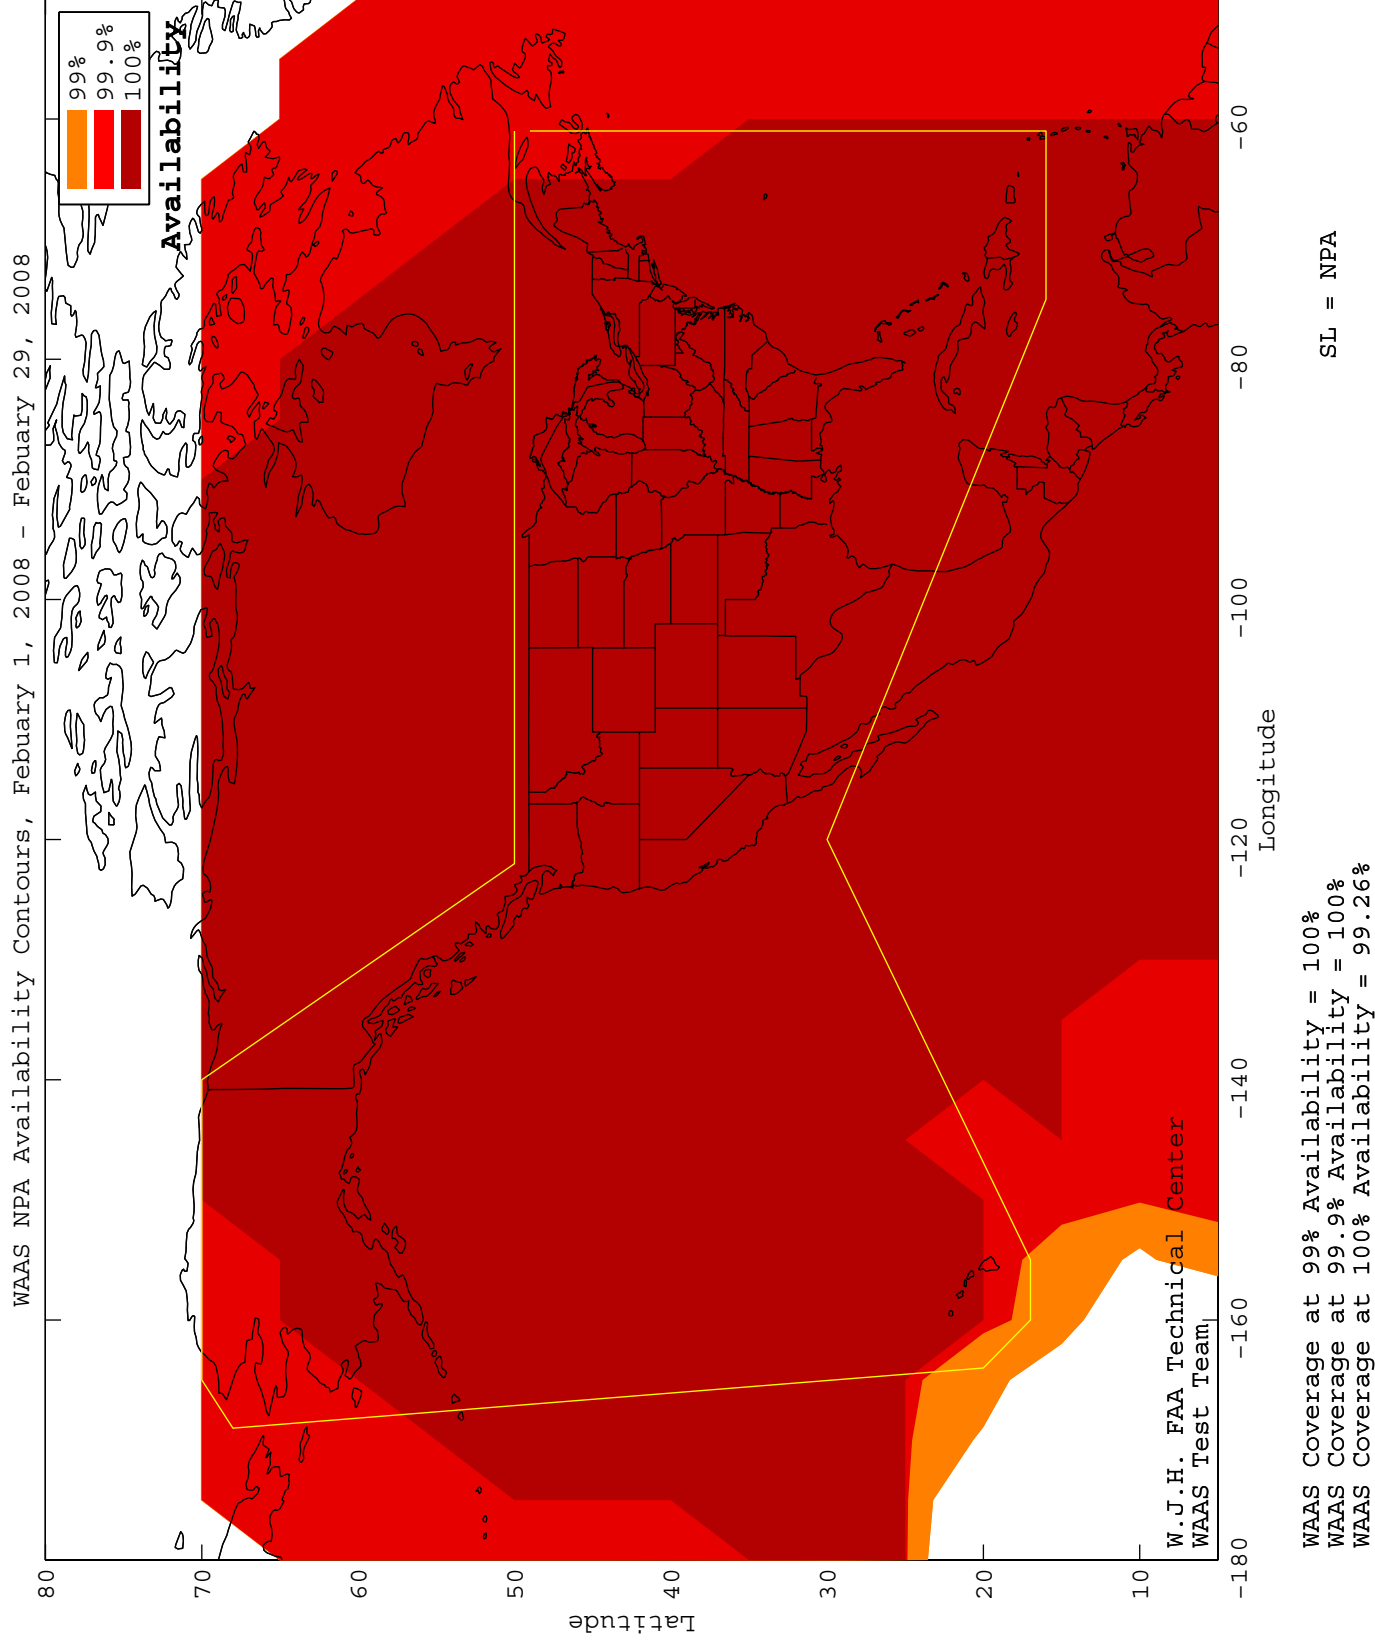 WAAS NPA Availability Contours, Febuary 1, 2008 - Febuary 29, 2008
99%
99.9%
100%
Availability
80
70
60
50
40
30
20
10
Latitude
-180
-160
-140
-120
-100
-80
-60
Longitude
W.J.H. FAA Technical Center
WAAS Test Team
WAAS Coverage at 99% Availability = 100%
WAAS Coverage at 99.9% Availability = 100%
WAAS Coverage at 100% Availability = 99.26%
SL = NPA